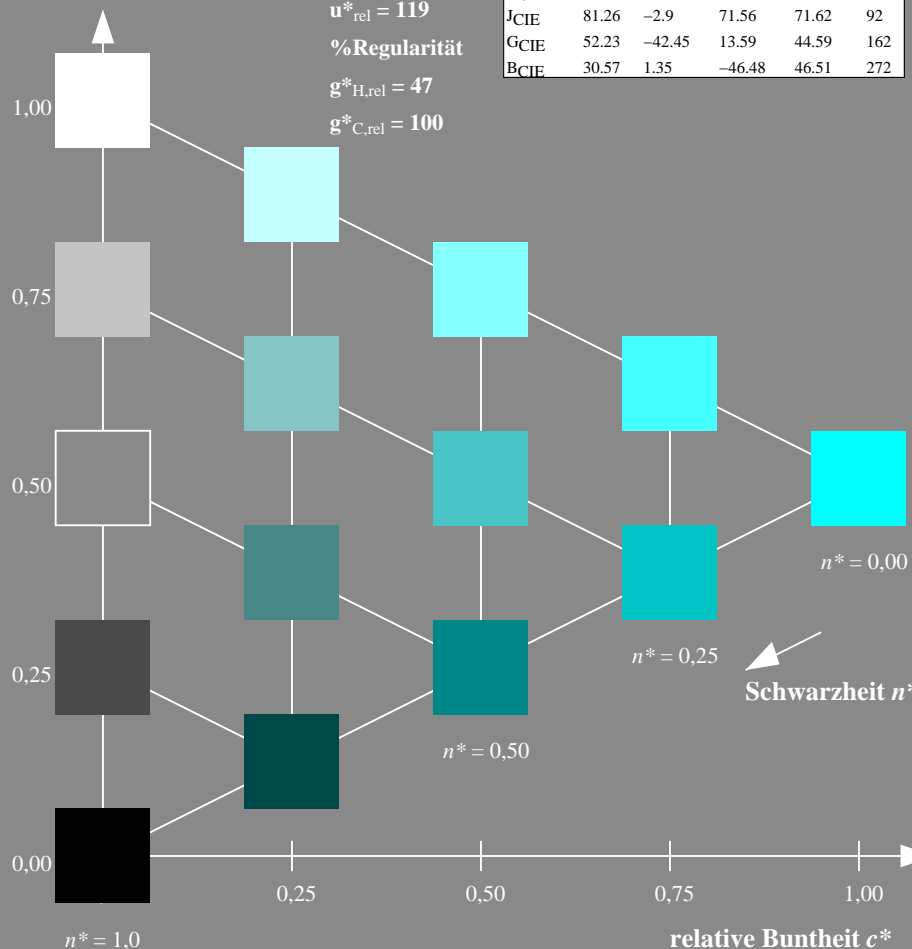 u*rel = 119
%Regularität
g*H,rel = 47
g*C,rel = 100
JCIE 81.26 −2.9 71.56 71.62 92
GCIE 52.23 −42.45 13.59 44.59 162
BCIE 30.57 1.35 −46.48 46.51 272
1,00
0,75
0,50
n* = 0,00
n* = 0,25
0,25
Schwarzheit n*
n* = 0,50
0,00
0,25 0,50 0,75 1,00
n* = 1,0
relative Buntheit c*